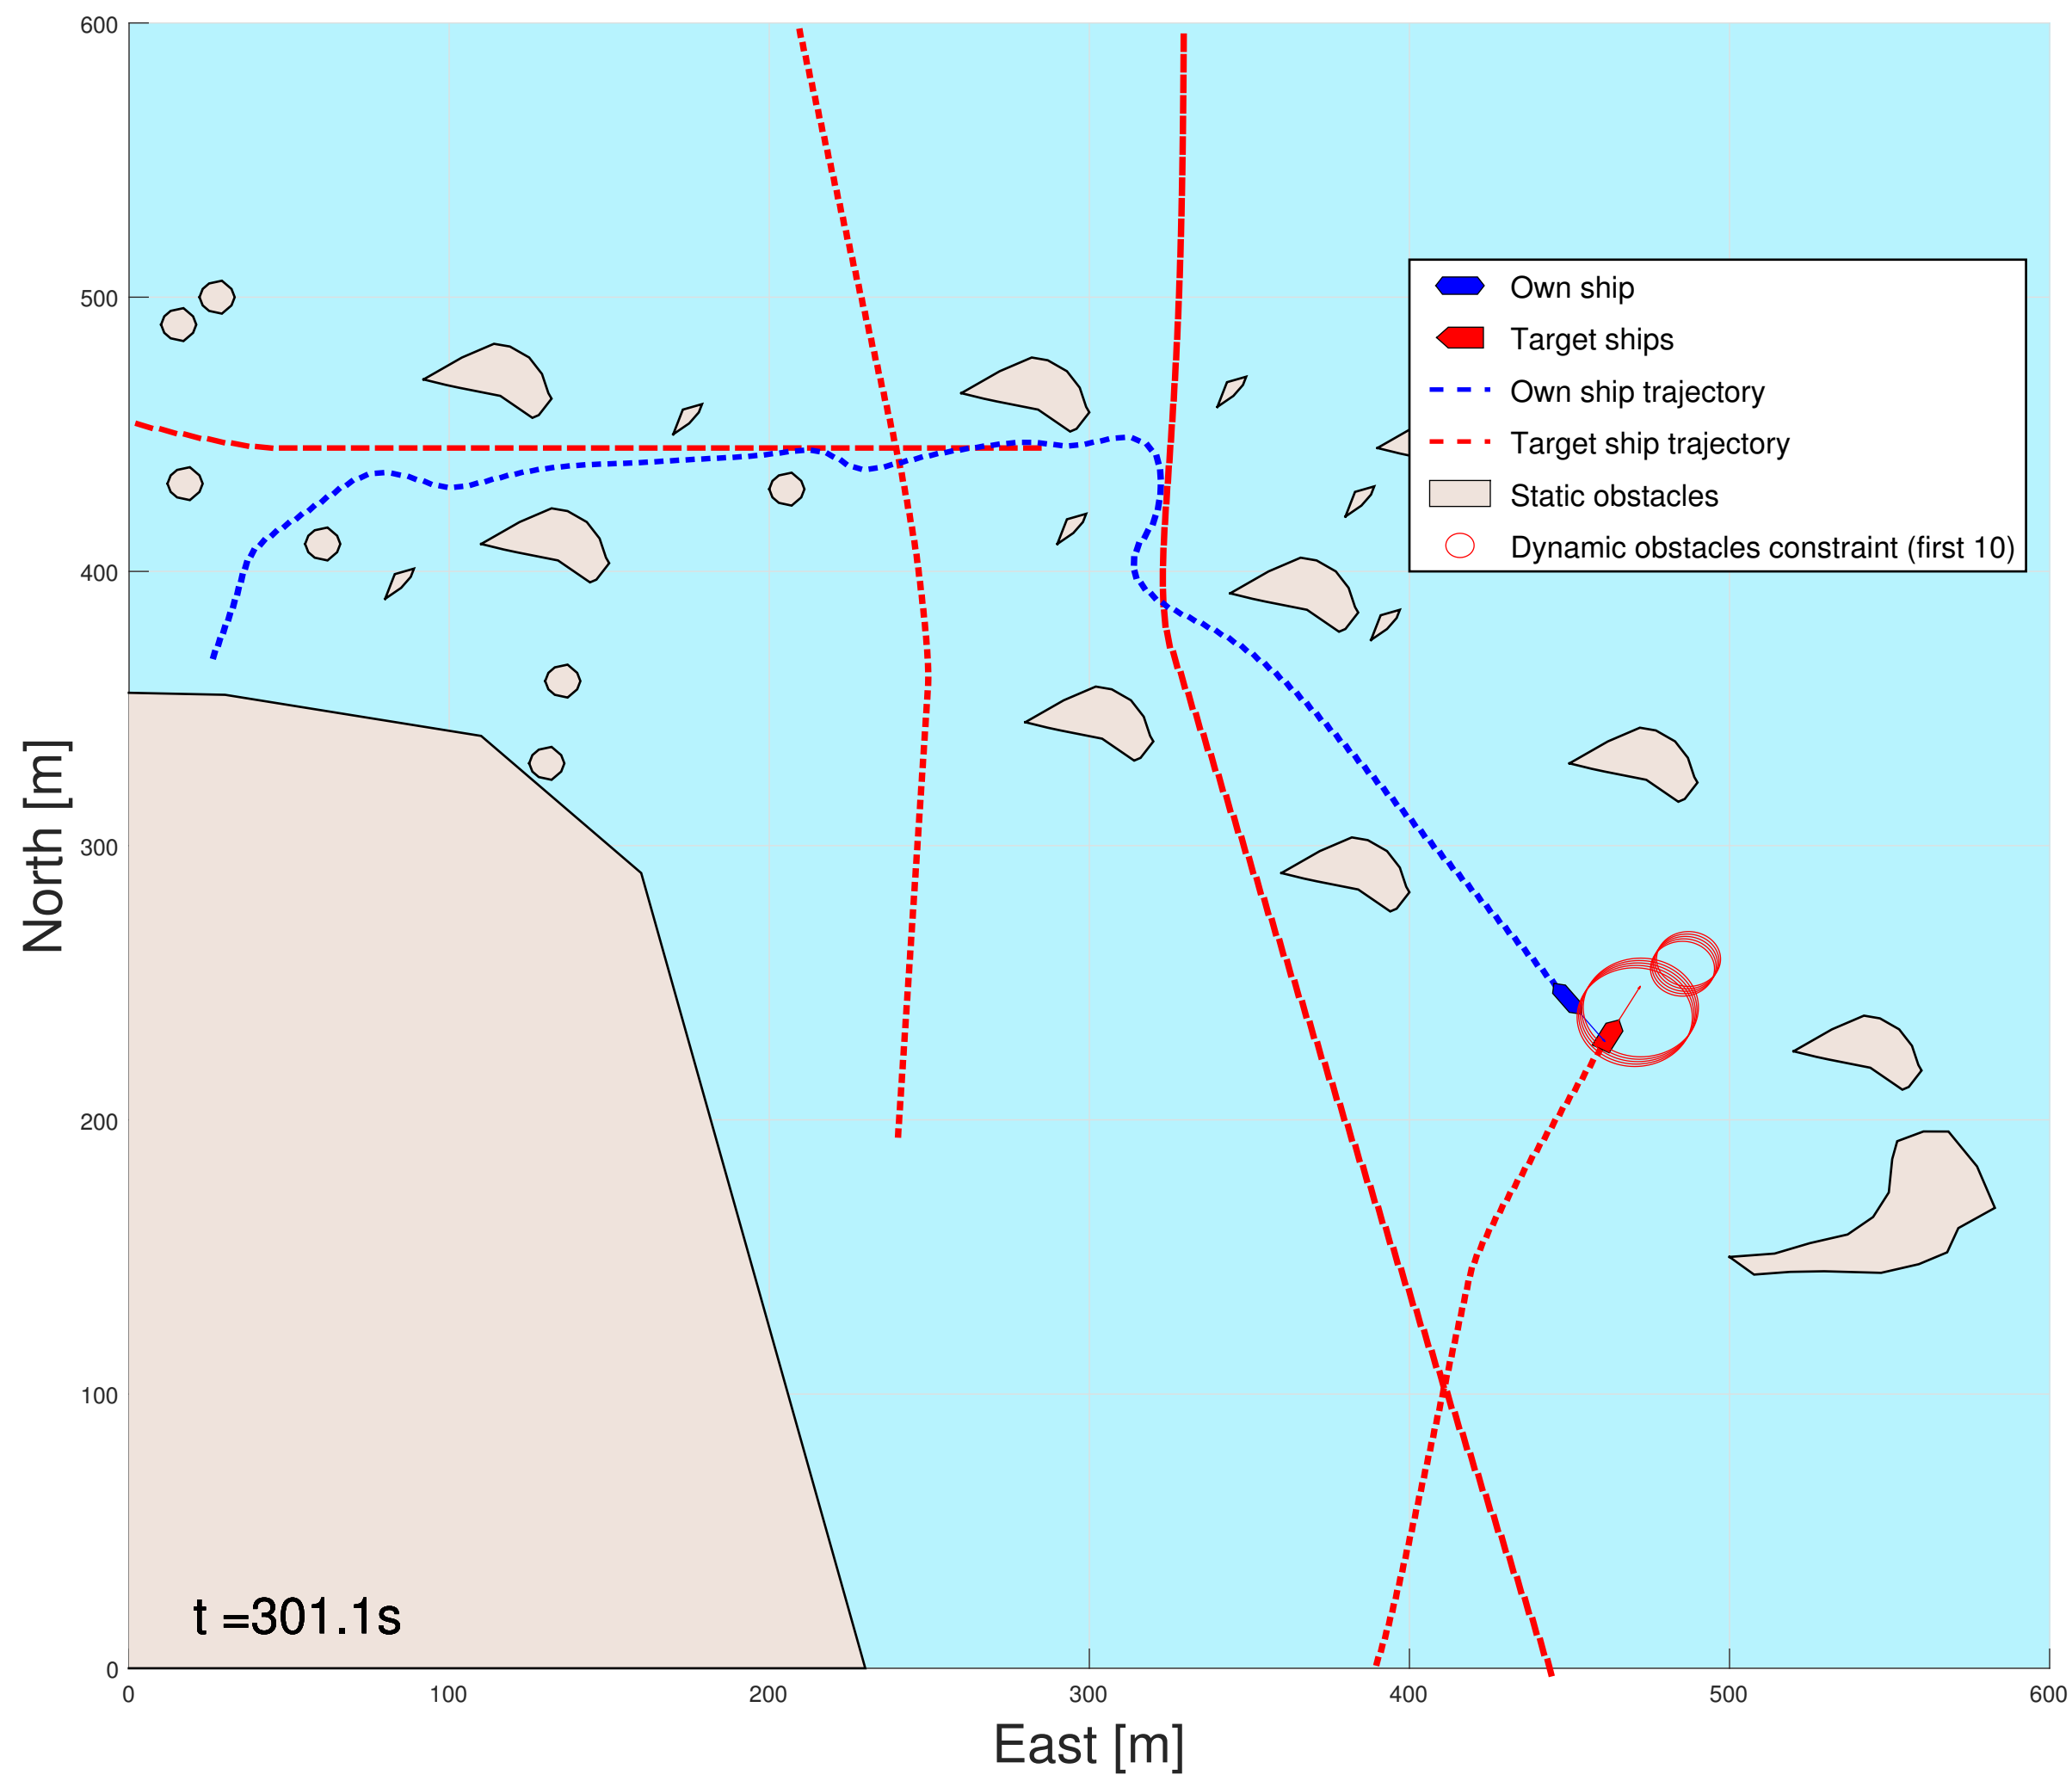 600
500
400
300
200
100
0
North [m]
Own ship
Target ships
Own ship trajectory
Target ship trajectory
Static obstacles
Dynamic obstacles constraint (first 10)
t =301.1s
0 100 200 300 400 500 600
East [m]